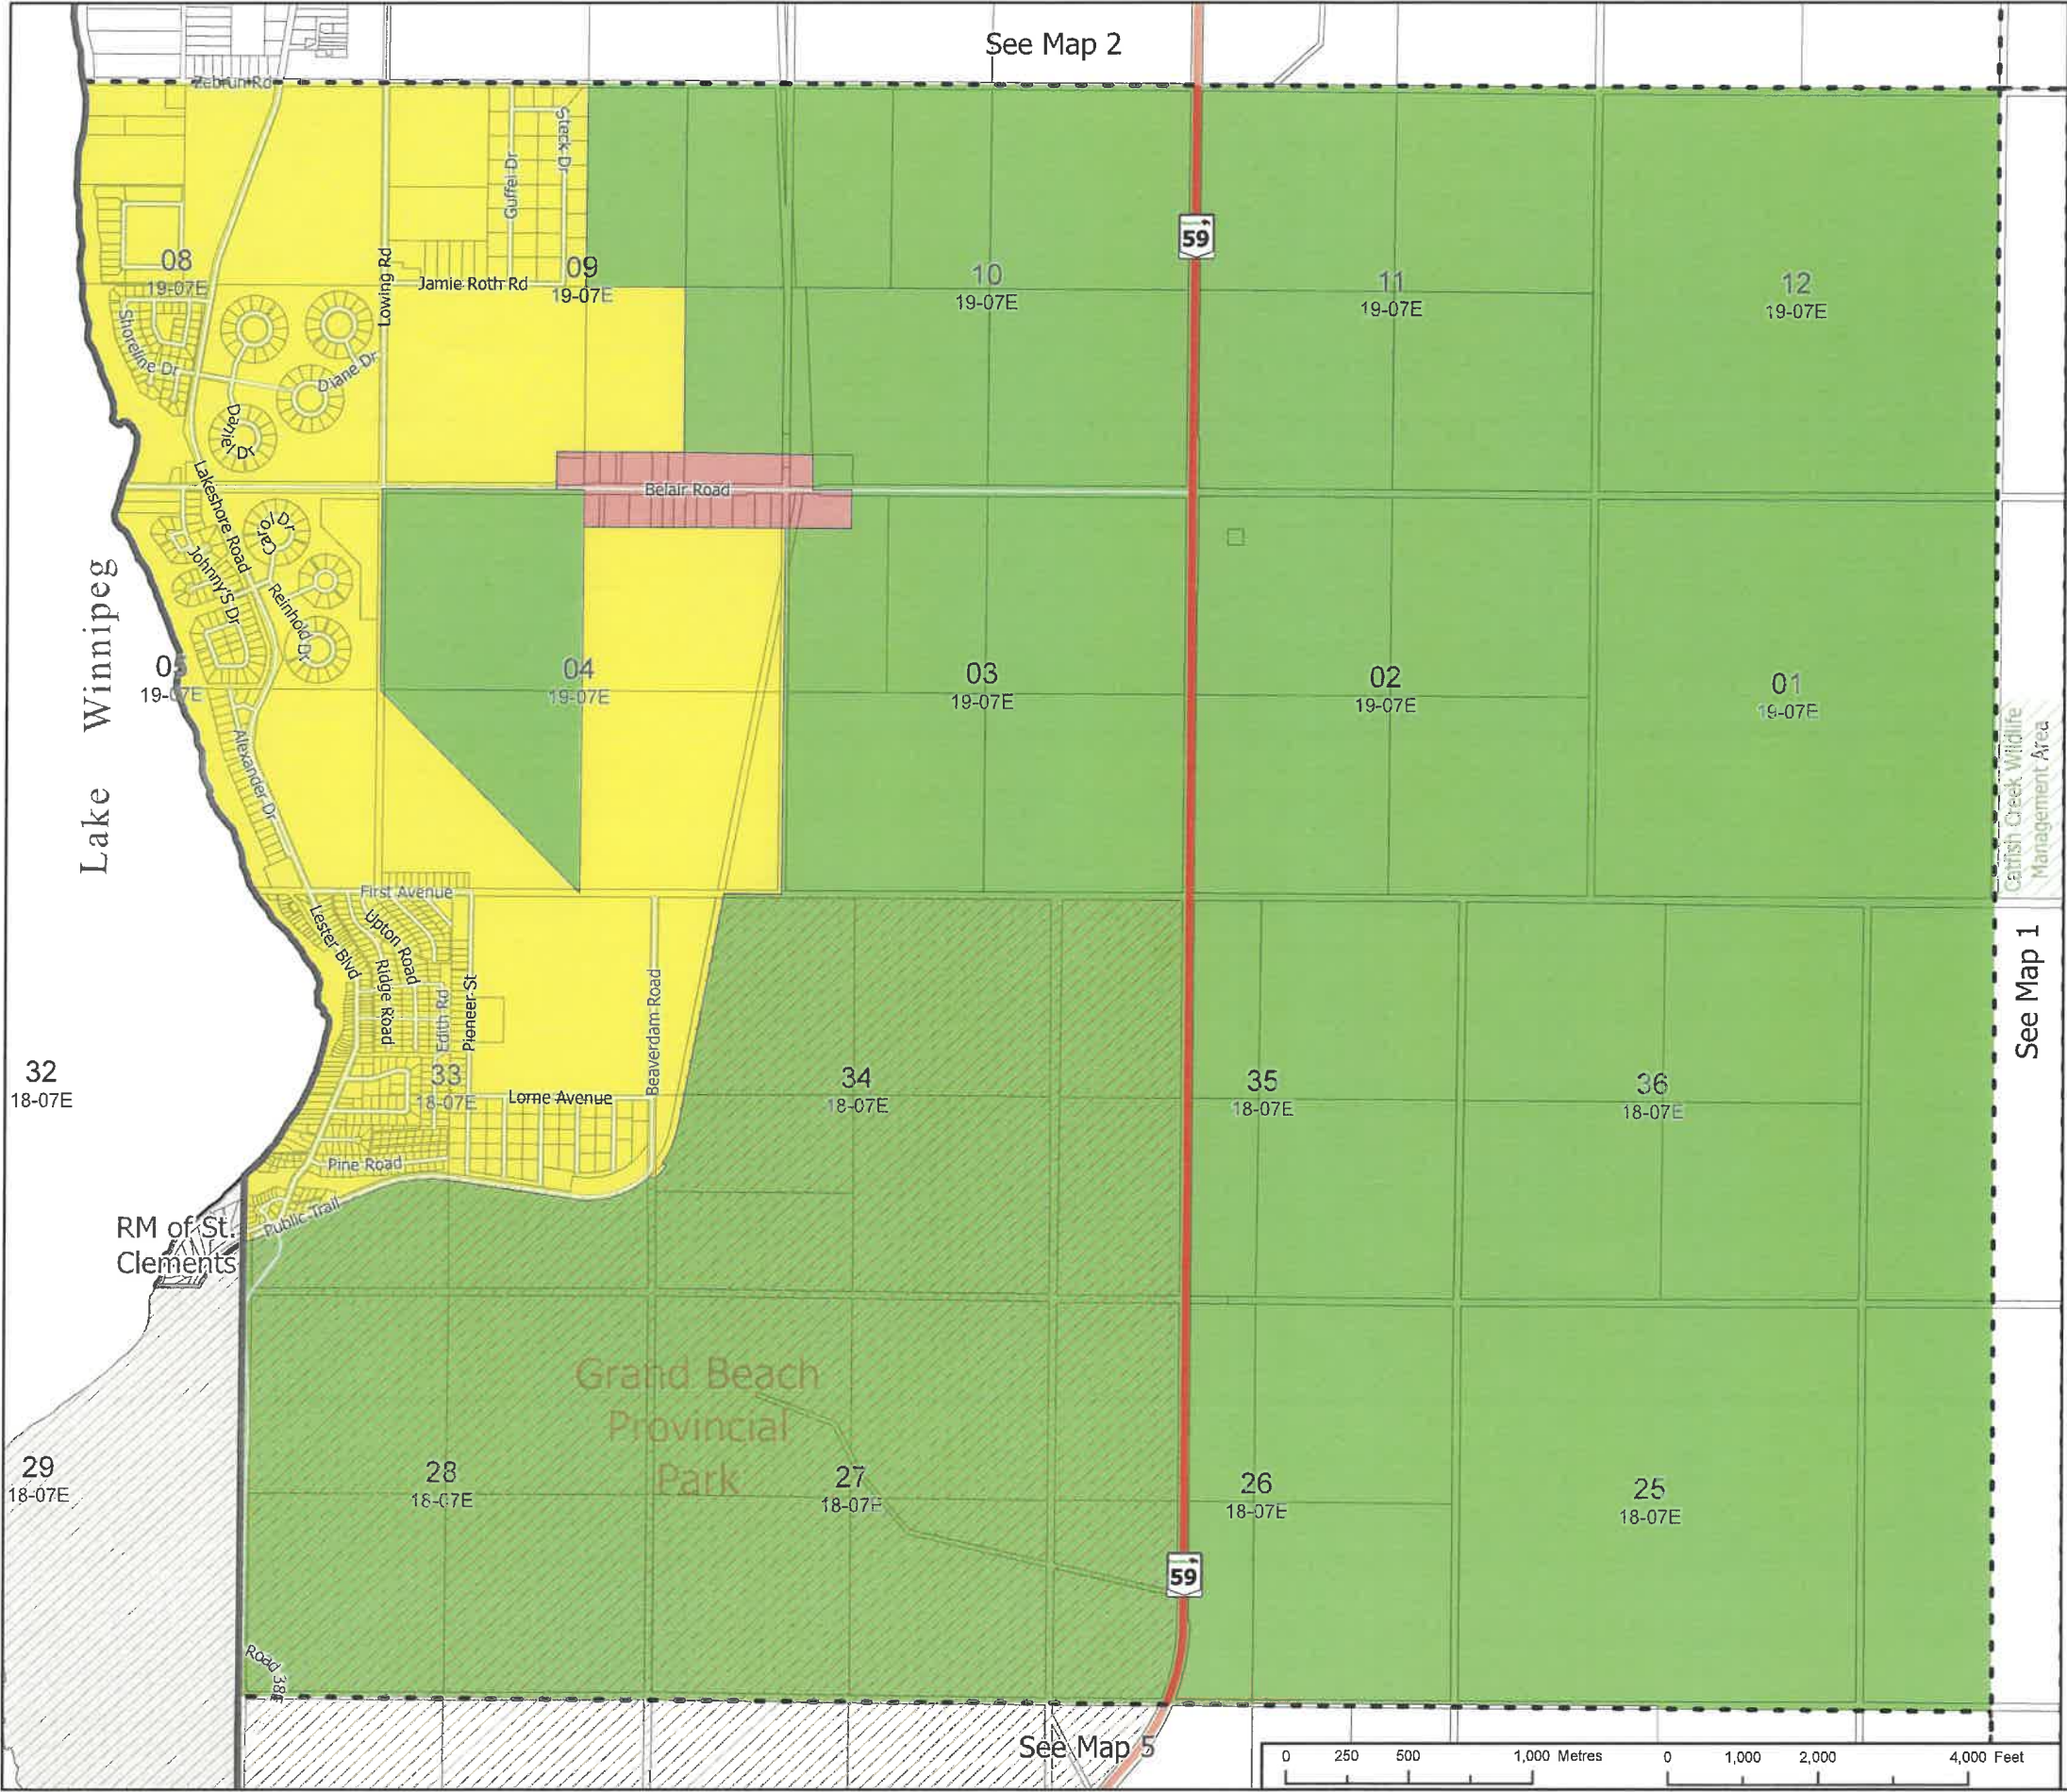 See Map 2
Zebrun Rd
Steck Dr
Guffei Dr
59
08
19-07E
Lowing Rd
Jamie Roth Rd
09
19-07E
10
19-07E
11
19-07E
12
19-07E
Shoreline Dr
Diane Dr
Daniel Dr
Lakeshore Road
Belair Road
Carol Dr
Johnny'S Dr
Reinhold Dr
Lake Winnipeg
05
19-07E
04
19-07E
03
19-07E
02
19-07E
01
19-07E
Catfish Creek Wildlife
Management Area
Alexander Dr
First Avenue
Lester Blvd
Upton Road
Ridge Road
Edith Rd
Pioneer St
Beaverdam Road
See Map 1
32
18-07E
33
18-07E
Lorne Avenue
34
18-07E
35
18-07E
36
18-07E
Pine Road
Public Trail
RM of St.
Clements
Grand Beach
Provincial
Park
29
18-07E
28
18-07E
27
18-07E
26
18-07E
25
18-07E
59
Road 38E
See Map 5
0 250 500 1,000 Metres
0 1,000 2,000 4,000 Feet